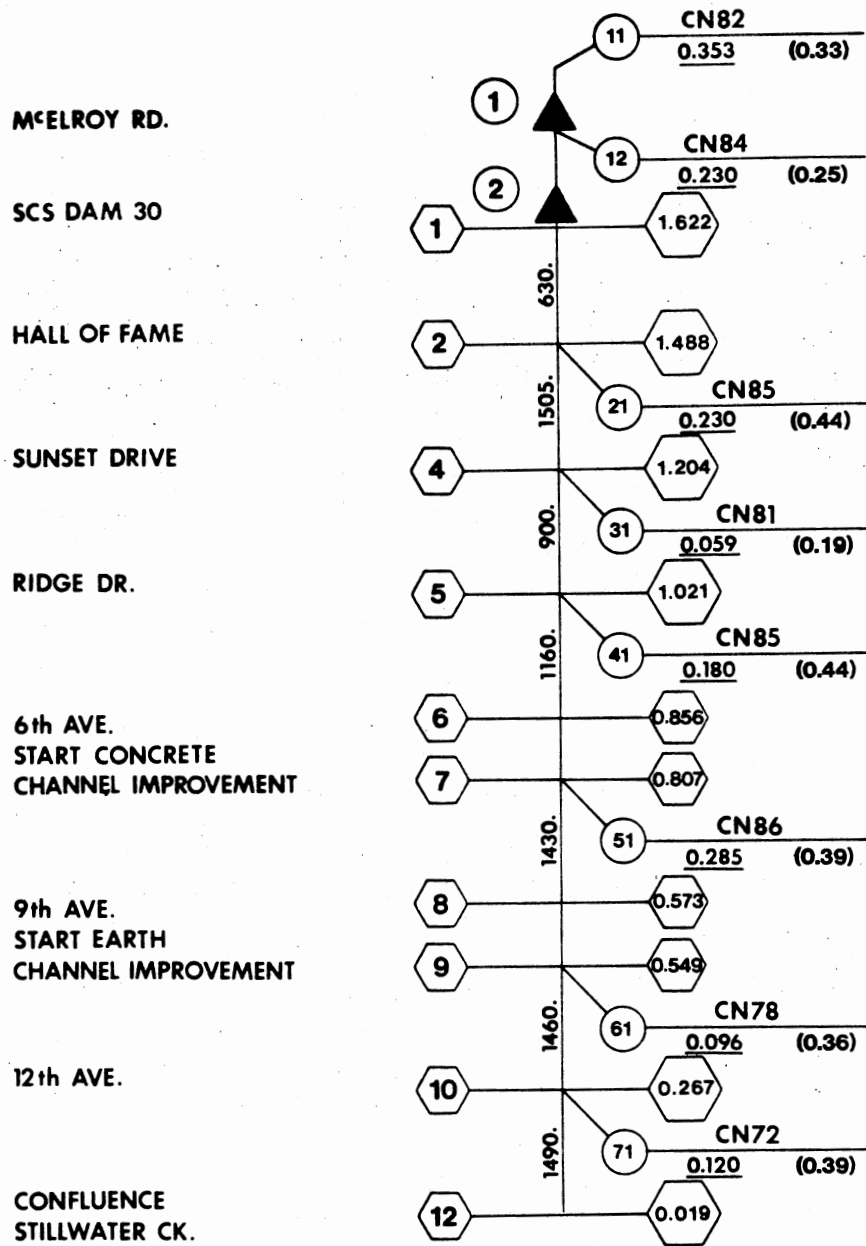 11 CN82
0.353 (0.33)
1
McELROY RD.
12 CN84
0.230 (0.25)
2
SCS DAM 30
1 1.622
630.
HALL OF FAME
2 1.488
1505.
21 CN85
0.230 (0.44)
SUNSET DRIVE
4 1.204
900.
31 CN81
0.059 (0.19)
RIDGE DR.
5 1.021
1160.
41 CN85
0.180 (0.44)
6th AVE.
6 0.856
START CONCRETE
CHANNEL IMPROVEMENT
7 0.807
1430.
51 CN86
0.285 (0.39)
9th AVE.
8 0.573
START EARTH
CHANNEL IMPROVEMENT
9 0.549
1460.
61 CN78
0.096 (0.36)
12th AVE.
10 0.267
1490.
71 CN72
0.120 (0.39)
CONFLUENCE
STILLWATER CK.
12 0.019